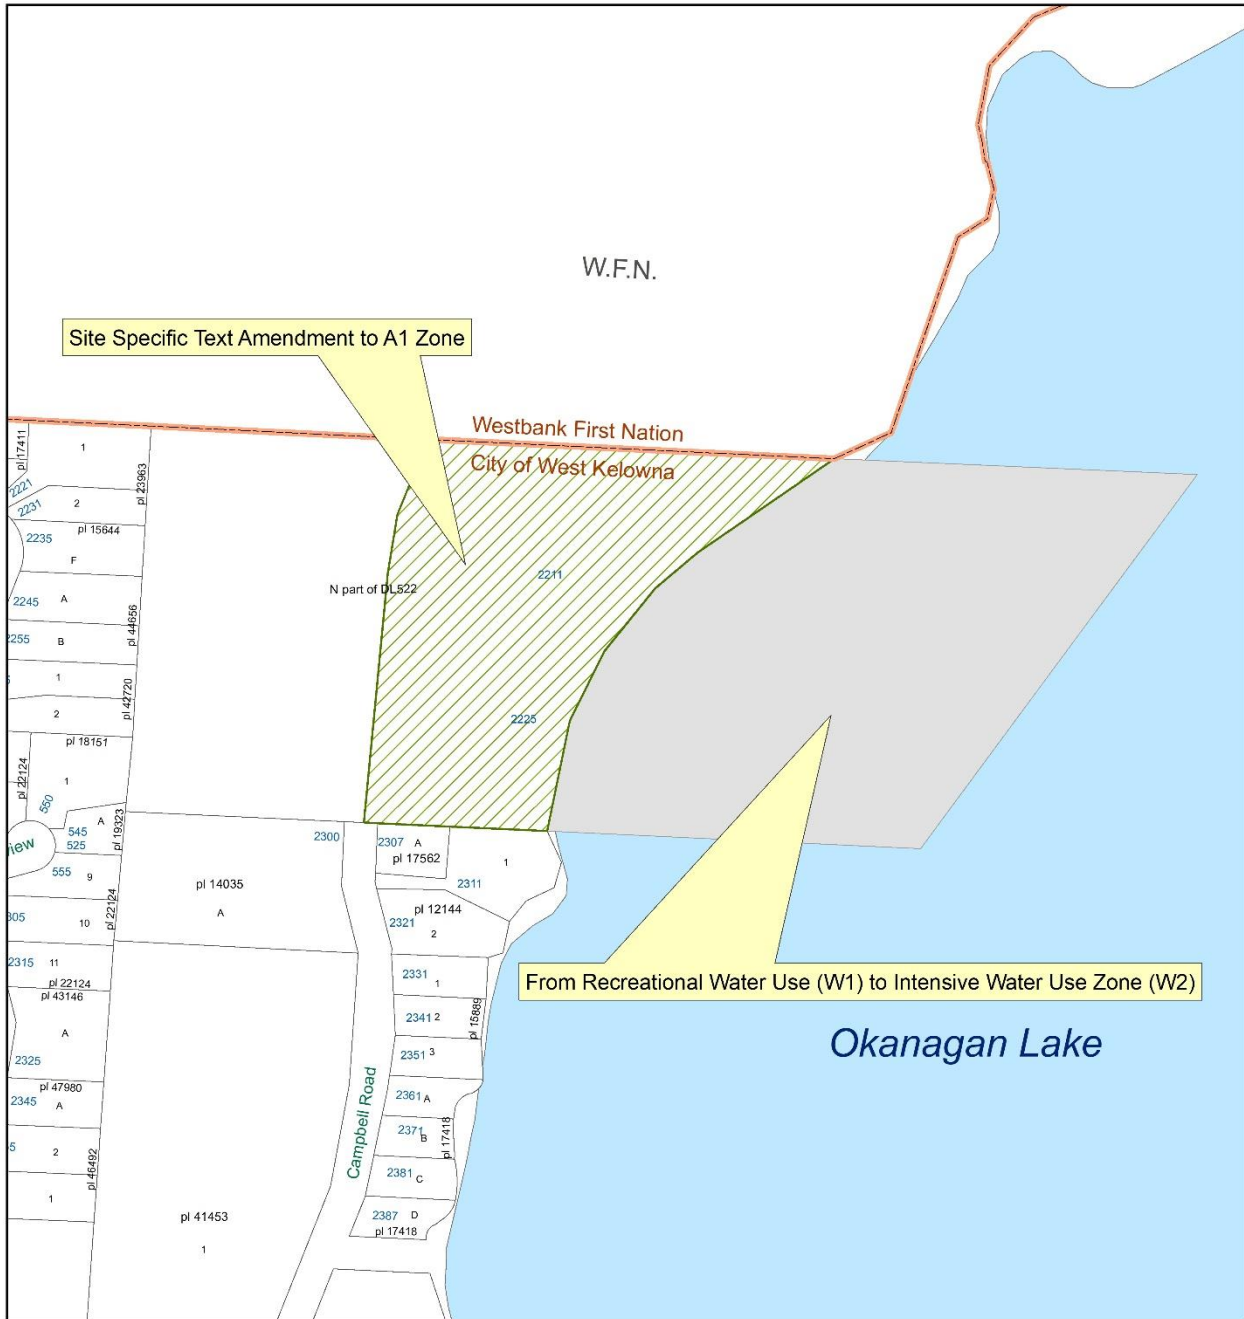 W.F.N.
Site Specific Text Amendment to A1 Zone
Westbank First Nation
City of West Kelowna
pl 17411
1
pl 23963
2221
2231
2
pl 15644
2235
F
2211
N part of DL522
2245
A
pl 44656
2255
B
1
pl 42720
2
2225
pl 18151
pl 22124
1
550
A
pl 19323
545
525
view
555
9
2300
2307
A
pl 17562
1
2311
pl 14035
A
pl 22124
10
pl 12144
2321
2
2315
11
pl 22124
pl 43146
2331
1
From Recreational Water Use (W1) to Intensive Water Use Zone (W2)
A
2341
2
pl 15889
Okanagan Lake
2325
2351
3
pl 47980
2345
A
2361
A
Campbell Road
2371
B
pl 17418
5
2
pl 46492
2381
C
1
pl 41453
1
2387
D
pl 17418